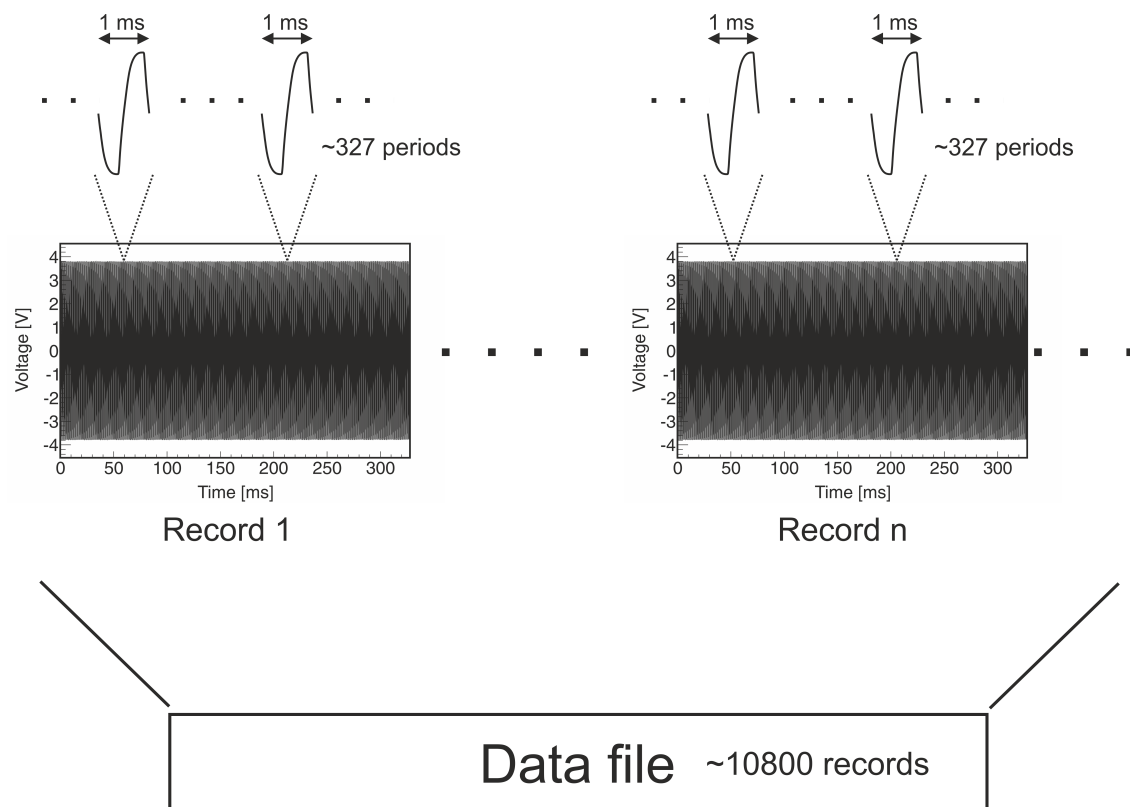 1 ms 1 ms 1 ms 1 ms
~327 periods ~327 periods
4
3
2
1
0
-1
-2
-3
-4
Voltage [V]
0 50 100 150 200 250 300
Time [ms]
Record 1
4
3
2
1
0
-1
-2
-3
-4
Voltage [V]
0 50 100 150 200 250 300
Time [ms]
Record n
Data file ~10800 records